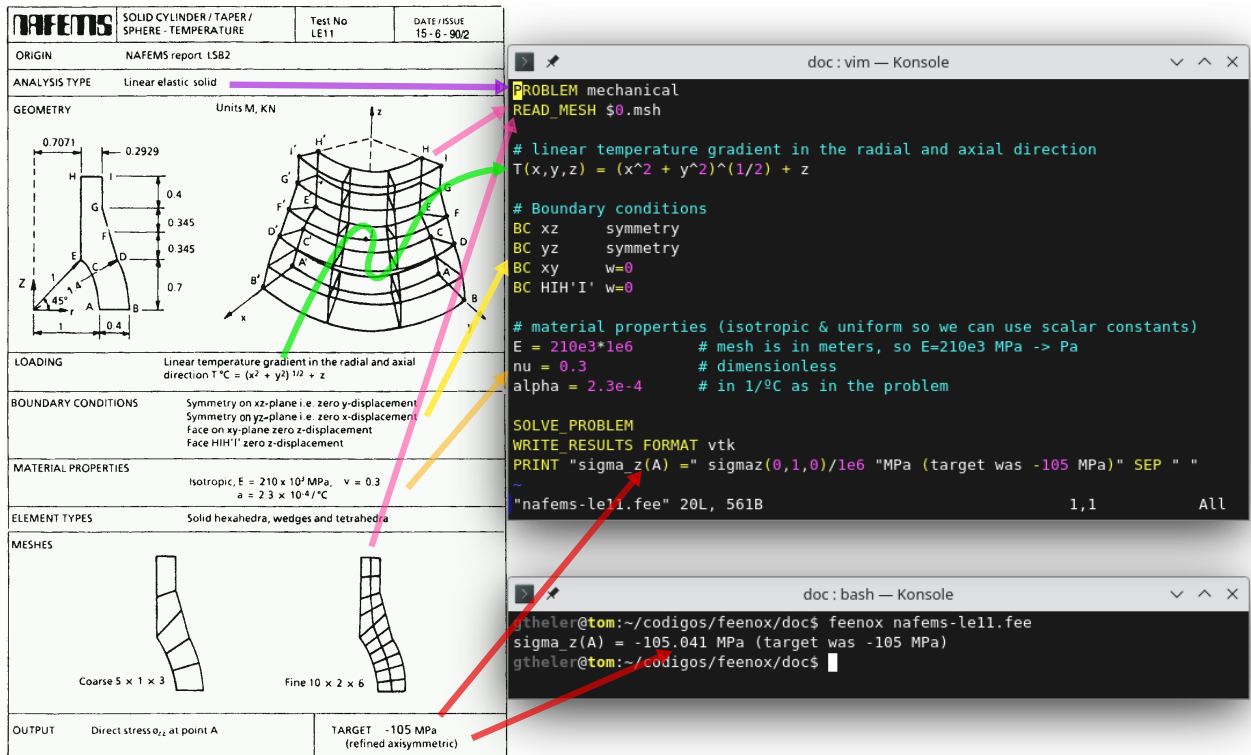 NAFEMS
SOLID CYLINDER / TAPER /
SPHERE - TEMPERATURE
Test No
LE11
DATE / ISSUE
15 - 6 - 90/2
ORIGIN NAFEMS report LSB2
ANALYSIS TYPE Linear elastic solid
GEOMETRY Units M, KN
0.7071
0.2929
H I
0.4
G
0.345
F
0.345
E C D
1 1.4
Z
0.7
45°
r
A B
1 0.4
z
H' H
I' I
G' G
F' E' E F
D' C' C D
A' A
B' B
x y
LOADING Linear temperature gradient in the radial and axial
direction T °C = (x² + y²) 1/2 + z
BOUNDARY CONDITIONS Symmetry on xz-plane i.e. zero y-displacement
Symmetry on yz-plane i.e. zero x-displacement
Face on xy-plane zero z-displacement
Face HIH'I' zero z-displacement
MATERIAL PROPERTIES
Isotropic, E = 210 x 10³ MPa, ν = 0.3
a = 2.3 × 10⁻⁴/°C
ELEMENT TYPES Solid hexahedra, wedges and tetrahedra
MESHES
Coarse 5 × 1 × 3 Fine 10 × 2 × 6
OUTPUT Direct stress σzz at point A
TARGET -105 MPa
(refined axisymmetric)
doc : vim — Konsole
PROBLEM mechanical
READ_MESH $0.msh
# linear temperature gradient in the radial and axial direction
T(x,y,z) = (x^2 + y^2)^(1/2) + z
# Boundary conditions
BC xz symmetry
BC yz symmetry
BC xy w=0
BC HIH'I' w=0
# material properties (isotropic & uniform so we can use scalar constants)
E = 210e3*1e6 # mesh is in meters, so E=210e3 MPa -> Pa
nu = 0.3 # dimensionless
alpha = 2.3e-4 # in 1/ºC as in the problem
SOLVE_PROBLEM
WRITE_RESULTS FORMAT vtk
PRINT "sigma_z(A) =" sigmaz(0,1,0)/1e6 "MPa (target was -105 MPa)" SEP " "
~
"nafems-le11.fee" 20L, 561B 1,1 All
doc : bash — Konsole
gtheler@tom:~/codigos/feenox/doc$ feenox nafems-le11.fee
sigma_z(A) = -105.041 MPa (target was -105 MPa)
gtheler@tom:~/codigos/feenox/doc$